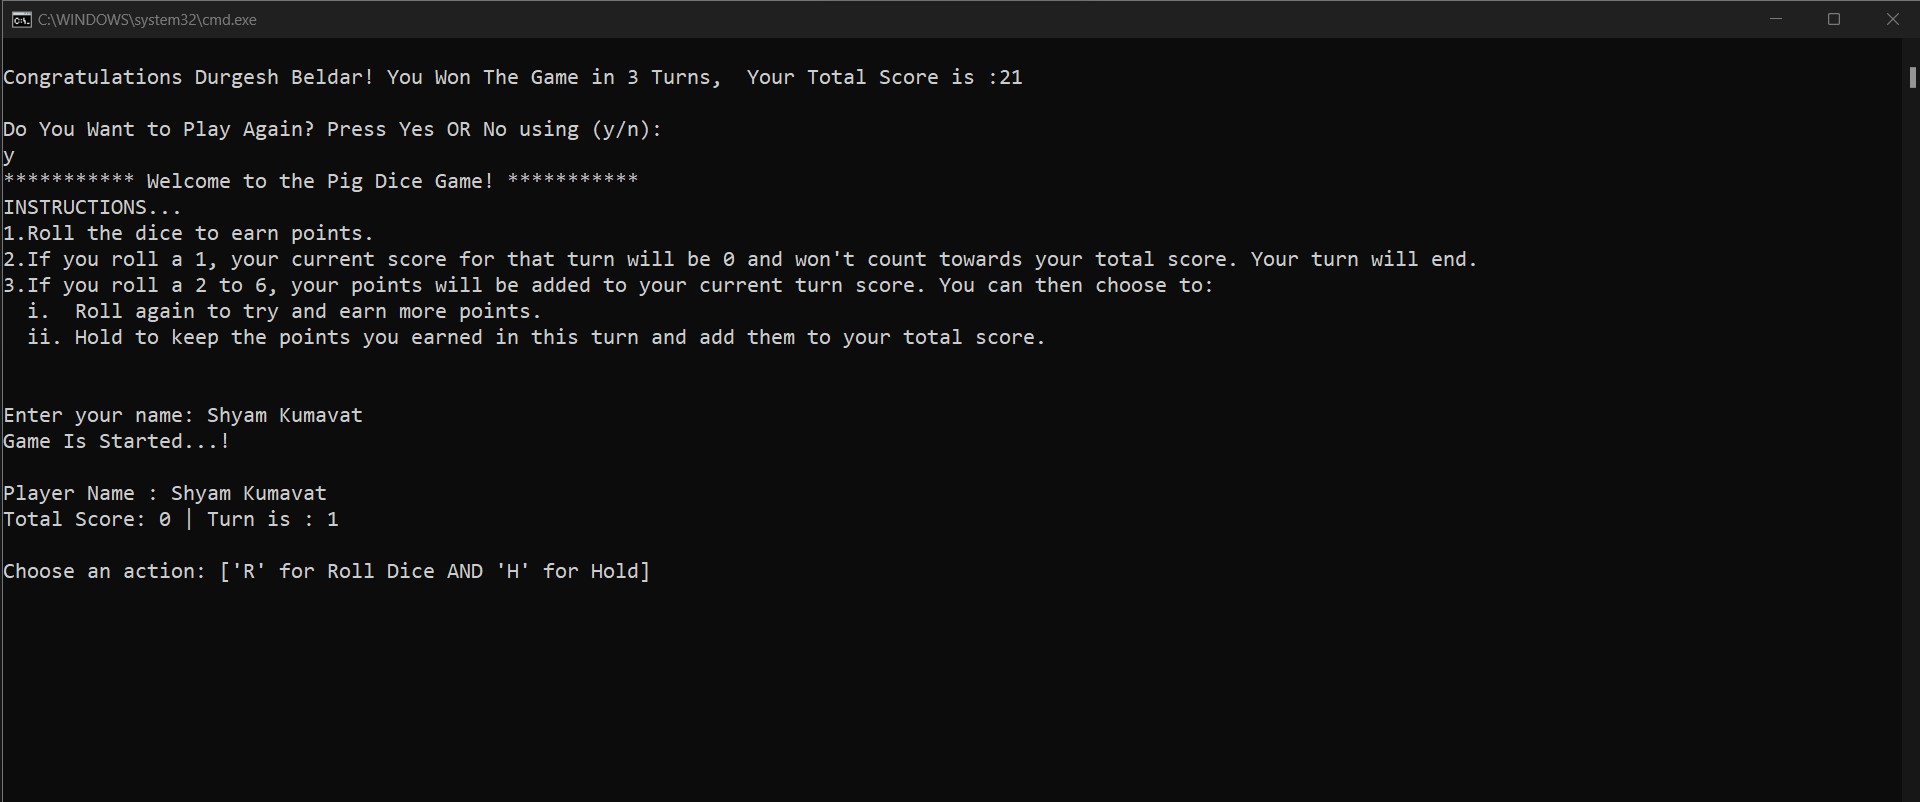 C:\WINDOWS\system32\cmd.exe
Congratulations Durgesh Beldar! You Won The Game in 3 Turns,  Your Total Score is :21
Do You Want to Play Again? Press Yes OR No using (y/n):
y
*********** Welcome to the Pig Dice Game! ***********
INSTRUCTIONS...
1.Roll the dice to earn points.
2.If you roll a 1, your current score for that turn will be 0 and won't count towards your total score. Your turn will end.
3.If you roll a 2 to 6, your points will be added to your current turn score. You can then choose to:
  i.  Roll again to try and earn more points.
  ii. Hold to keep the points you earned in this turn and add them to your total score.
Enter your name: Shyam Kumavat
Game Is Started...!
Player Name : Shyam Kumavat
Total Score: 0 | Turn is : 1
Choose an action: ['R' for Roll Dice AND 'H' for Hold]